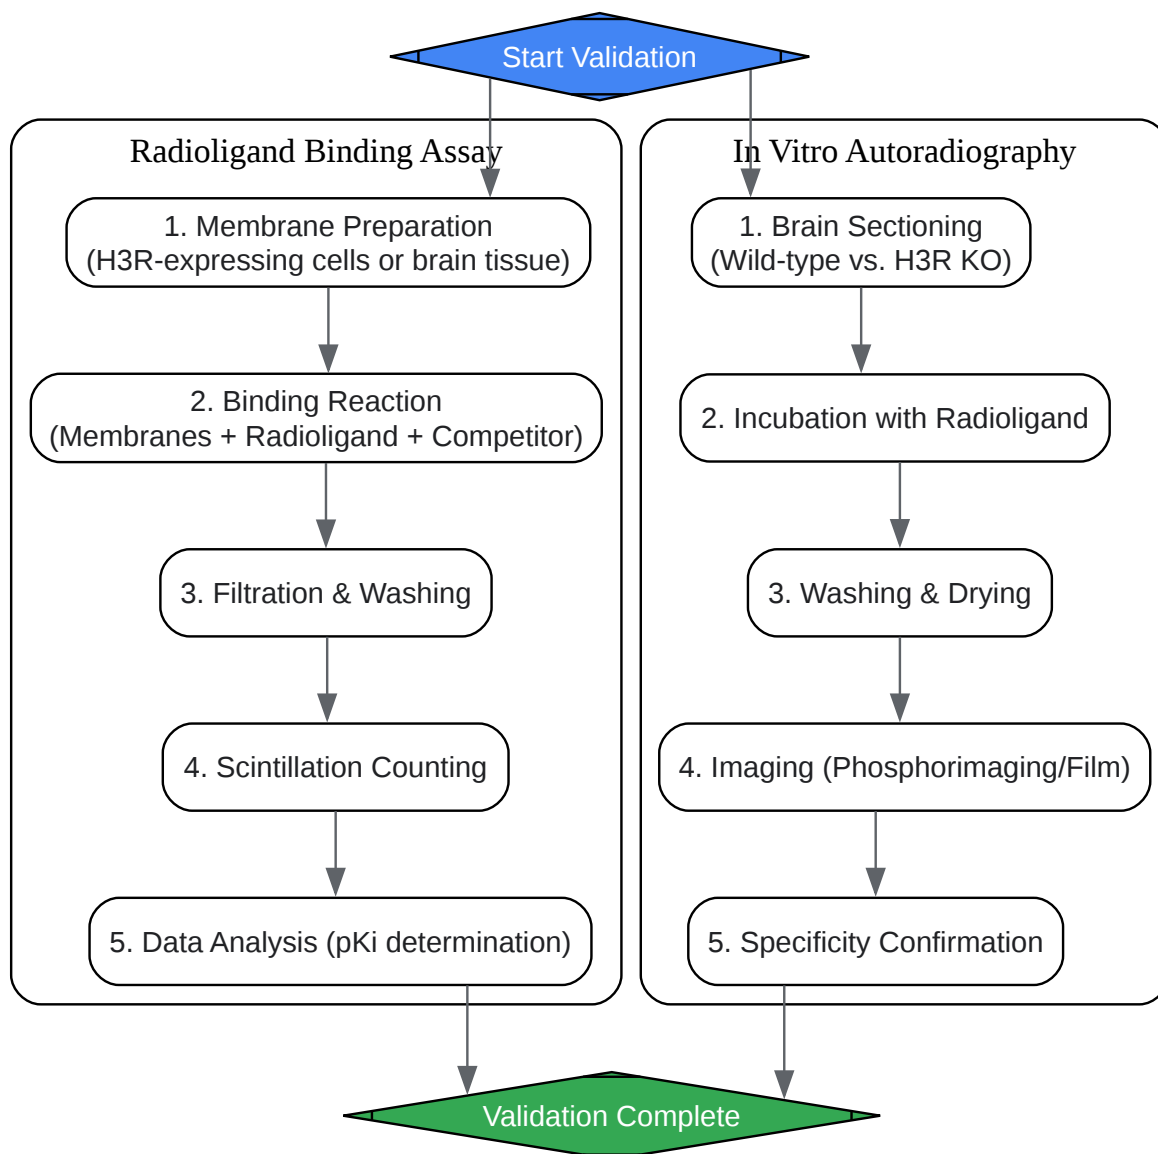 Start Validation
Radioligand Binding Assay
1. Membrane Preparation
(H3R-expressing cells or brain tissue)
2. Binding Reaction
(Membranes + Radioligand + Competitor)
3. Filtration & Washing
4. Scintillation Counting
5. Data Analysis (pKi determination)
In Vitro Autoradiography
1. Brain Sectioning
(Wild-type vs. H3R KO)
2. Incubation with Radioligand
3. Washing & Drying
4. Imaging (Phosphorimaging/Film)
5. Specificity Confirmation
Validation Complete